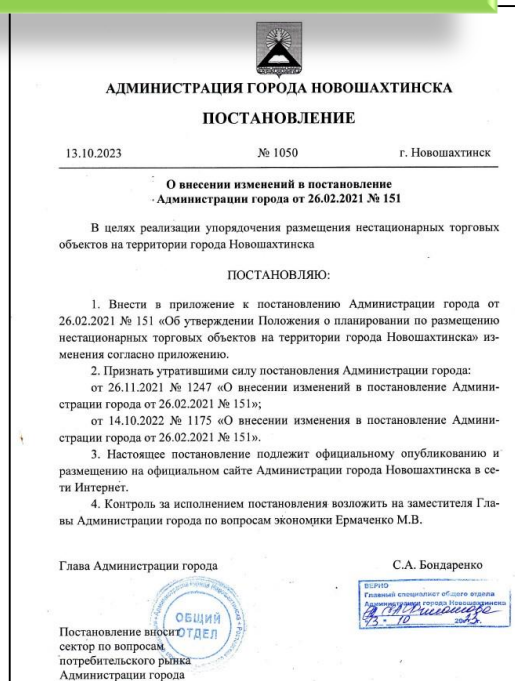 АДМИНИСТРАЦИЯ ГОРОДА НОВОШАХТИНСКА
ПОСТАНОВЛЕНИЕ
13.10.2023 № 1050 г. Новошахтинск
О внесении изменений в постановление
Администрации города от 26.02.2021 № 151
В целях реализации упорядочения размещения нестационарных торговых
объектов на территории города Новошахтинска
ПОСТАНОВЛЯЮ:
1. Внести в приложение к постановлению Администрации города от
26.02.2021 № 151 «Об утверждении Положения о планировании по размещению
нестационарных торговых объектов на территории города Новошахтинска» из-
менения согласно приложению.
2. Признать утратившими силу постановления Администрации города:
от 26.11.2021 № 1247 «О внесении изменений в постановление Админи-
страции города от 26.02.2021 № 151»;
от 14.10.2022 № 1175 «О внесении изменения в постановление Админи-
страции города от 26.02.2021 № 151».
3. Настоящее постановление подлежит официальному опубликованию и
размещению на официальном сайте Администрации города Новошахтинска в се-
ти Интернет.
4. Контроль за исполнением постановления возложить на заместителя Гла-
вы Администрации города по вопросам экономики Ермаченко М.В.
Глава Администрации города С.А. Бондаренко
ВЕРНО
Главный специалист общего отдела
Администрации города Новошахтинска
13 10 2023
ОБЩИЙ
ОТДЕЛ
Постановление вносит
сектор по вопросам
потребительского рынка
Администрации города